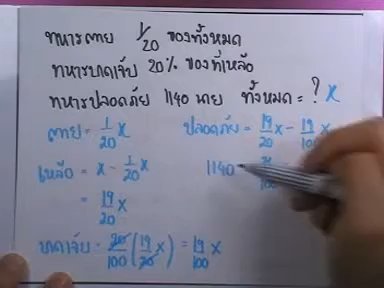 ทหารตาย 1/20 ของทั้งหมด
ทหารบาดเจ็บ 20% ของที่เหลือ
ทหารปลอดภัย 1140 นาย ทั้งหมด = ? x
ตาย = 1/20 x
ปลอดภัย = 19/20 x - 19/100 x
เหลือ = x - 1/20 x
1140
= 19/20 x
บาดเจ็บ = 20/100 (19/20 x) = 19/100 x